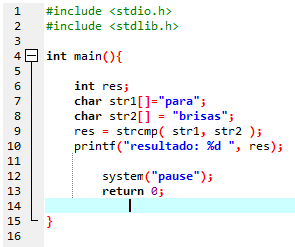 1 #include <stdio.h>
2 #include <stdlib.h>
3
4 int main(){
5
6 int res;
7 char str1[]="para";
8 char str2[] = "brisas";
9 res = strcmp( str1, str2 );
10 printf("resultado: %d ", res);
11
12 system("pause");
13 return 0;
14
15 }
16